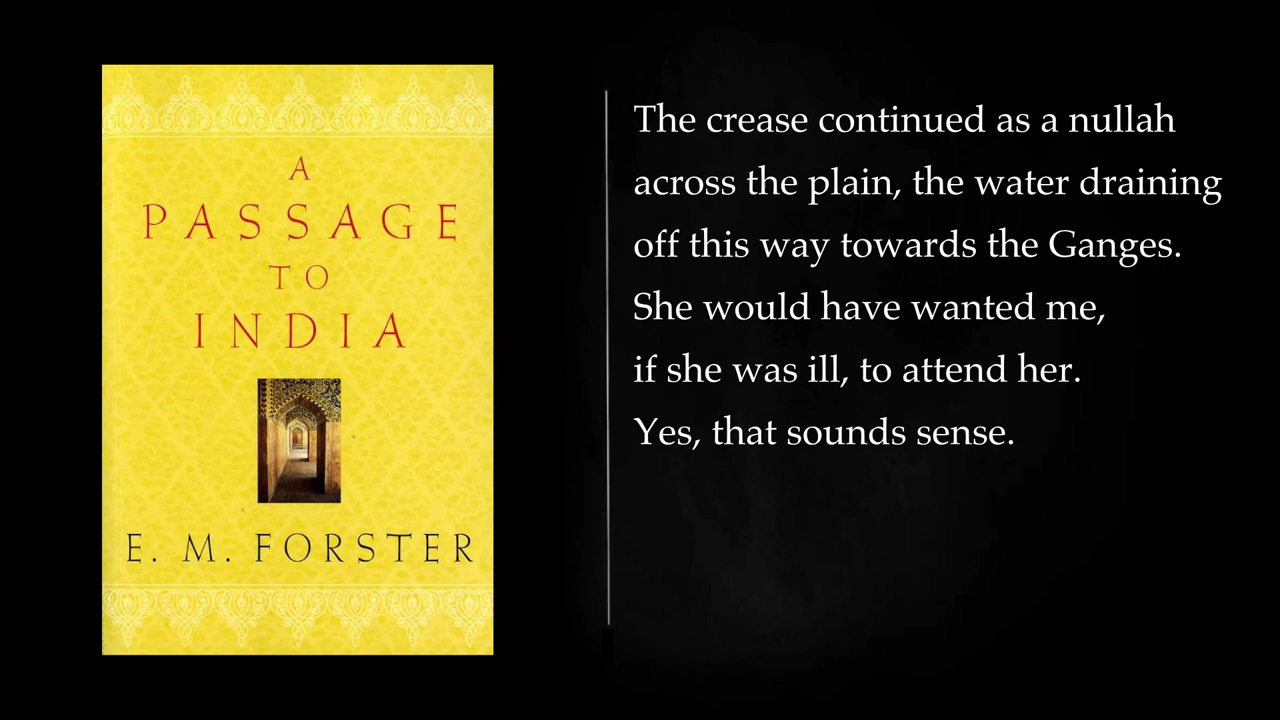 A
PASSAGE
TO
INDIA
E. M. FORSTER
The crease continued as a nullah
across the plain, the water draining
off this way towards the Ganges.
She would have wanted me,
if she was ill, to attend her.
Yes, that sounds sense.